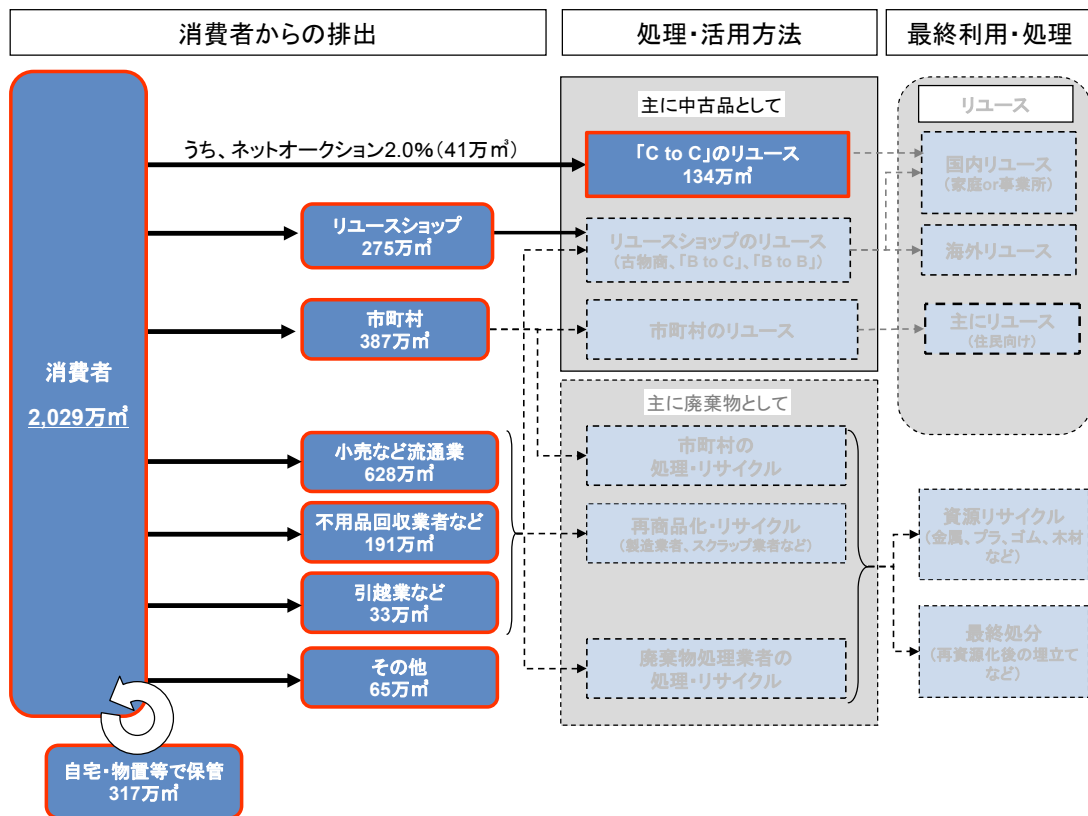 消費者からの排出
処理・活用方法
最終利用・処理
消費者
2,029万㎥
うち、ネットオークション2.0%(41万㎥)
リユースショップ
275万㎥
市町村
387万㎥
小売など流通業
628万㎥
不用品回収業者など
191万㎥
引越業など
33万㎥
その他
65万㎥
自宅・物置等で保管
317万㎥
主に中古品として
「C to C」のリユース
134万㎥
リユースショップのリユース
(古物商、「B to C」、「B to B」)
市町村のリユース
主に廃棄物として
市町村の
処理・リサイクル
再商品化・リサイクル
(製造業者、スクラップ業者など)
廃棄物処理業者の
処理・リサイクル
リユース
国内リユース
(家庭or事業所)
海外リユース
主にリユース
(住民向け)
資源リサイクル
(金属、プラ、ゴム、木材
など)
最終処分
(再資源化後の埋立て
など)